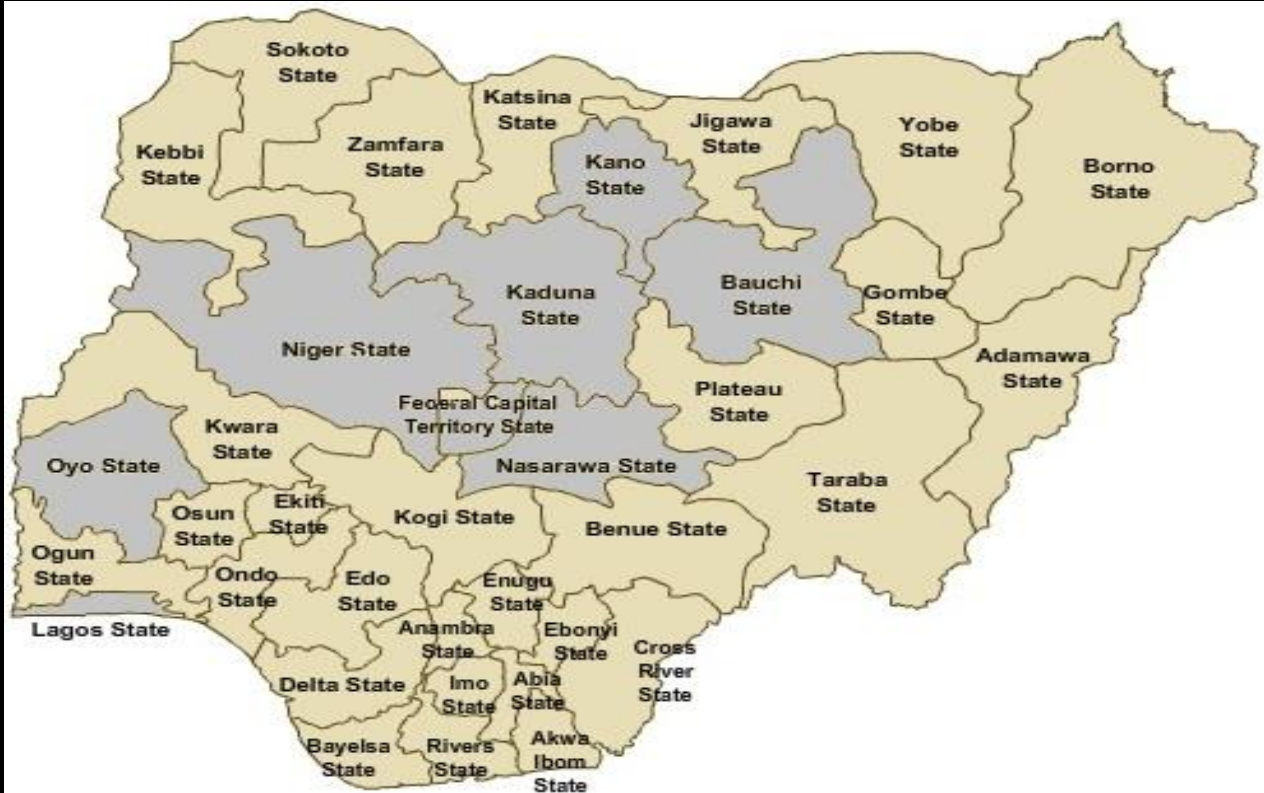 Sokoto
State
Katsina
State
Jigawa
State
Yobe
State
Kebbi
State
Zamfara
State
Kano
State
Borno
State
Kaduna
State
Bauchi
State
Gombe
State
Niger State
Adamawa
State
Plateau
State
Federal Capital
Territory State
Kwara
State
Oyo State
Nasarawa State
Taraba
State
Osun
State
Ekiti
State
Kogi State
Benue State
Ogun
State
Ondo
State
Edo
State
Enugu
State
Lagos State
Anambra
State
Ebonyi
State
Cross
River
State
Delta State
Imo
State
Abia
State
Bayelsa
State
Rivers
State
Akwa
Ibom
State